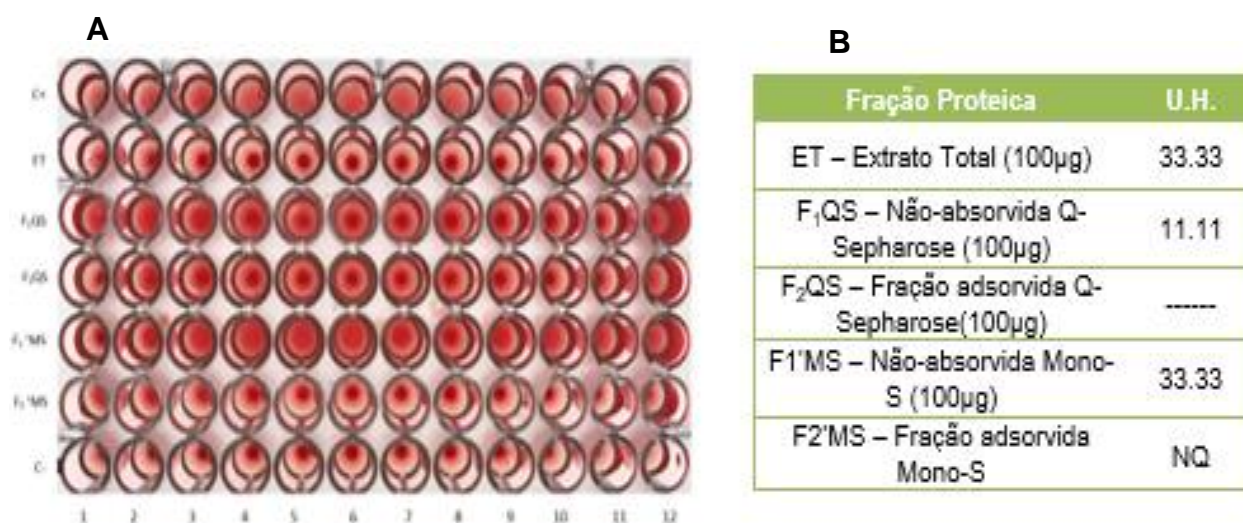 A
C+
ET
F₁QS
F₂QS
F₁'MS
C-
1 2 3 4 5 6 7 8 9 10 11 12
B
Fração Proteica U.H.
ET – Extrato Total (100µg) 33.33
F₁QS – Não-absorvida Q-
Sepharose (100µg) 11.11
F₂QS – Fração adsorvida Q-
Sepharose(100µg) ------
F1'MS – Não-absorvida Mono-
S (100µg) 33.33
F2'MS – Fração adsorvida
Mono-S NQ